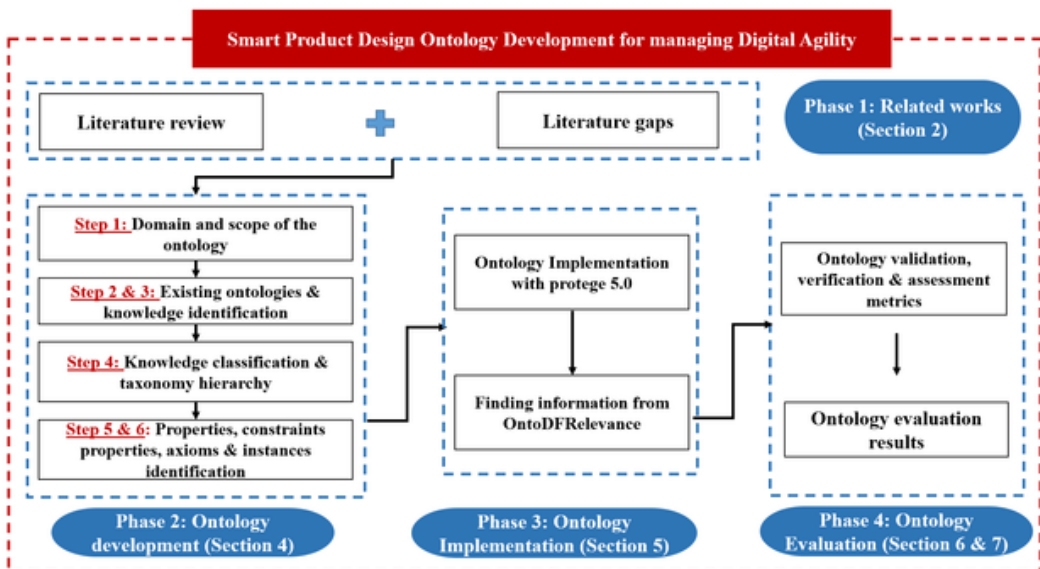 Smart Product Design Ontology Development for managing Digital Agility
Literature review
Literature gaps
Phase 1: Related works
(Section 2)
Step 1: Domain and scope of the
ontology
Step 2 & 3: Existing ontologies &
knowledge identification
Step 4: Knowledge classification &
taxonomy hierarchy
Step 5 & 6: Properties, constraints
properties, axioms & instances
identification
Phase 2: Ontology
development (Section 4)
Ontology Implementation
with protege 5.0
Finding information from
OntoDFRelevance
Phase 3: Ontology
Implementation (Section 5)
Ontology validation,
verification & assessment
metrics
Ontology evaluation
results
Phase 4: Ontology
Evaluation (Section 6 & 7)